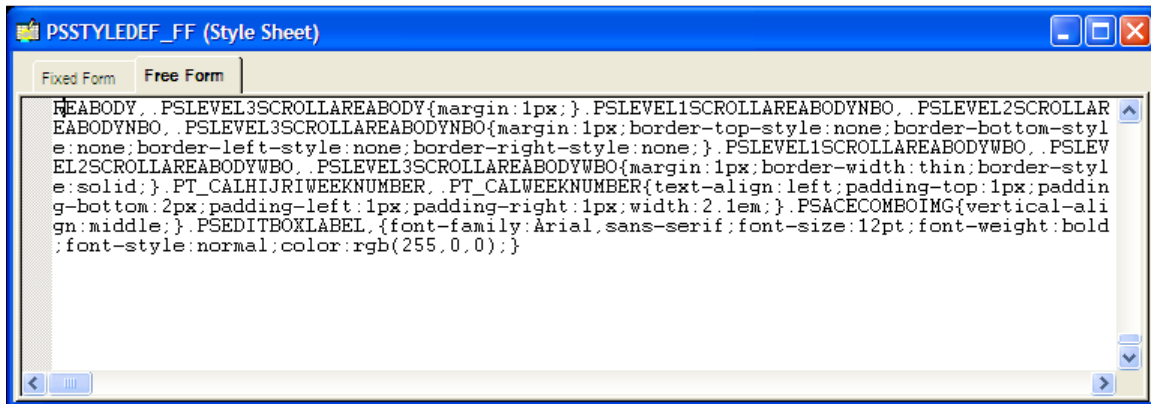 PSSTYLEDEF_FF (Style Sheet)
Fixed Form Free Form
REABODY,.PSLEVEL3SCROLLAREABODY{margin:1px;}.PSLEVEL1SCROLLAREABODYNBO,.PSLEVEL2SCROLLAR
EABODYNBO,.PSLEVEL3SCROLLAREABODYNBO{margin:1px;border-top-style:none;border-bottom-styl
e:none;border-left-style:none;border-right-style:none;}.PSLEVEL1SCROLLAREABODYWBO,.PSLEV
EL2SCROLLAREABODYWBO,.PSLEVEL3SCROLLAREABODYWBO{margin:1px;border-width:thin;border-styl
e:solid;}.PT_CALHIJRIWEEKNUMBER,.PT_CALWEEKNUMBER{text-align:left;padding-top:1px;paddin
g-bottom:2px;padding-left:1px;padding-right:1px;width:2.1em;}.PSACECOMBOIMG{vertical-ali
gn:middle;}.PSEDITBOXLABEL,{font-family:Arial,sans-serif;font-size:12pt;font-weight:bold
;font-style:normal;color:rgb(255,0,0);}